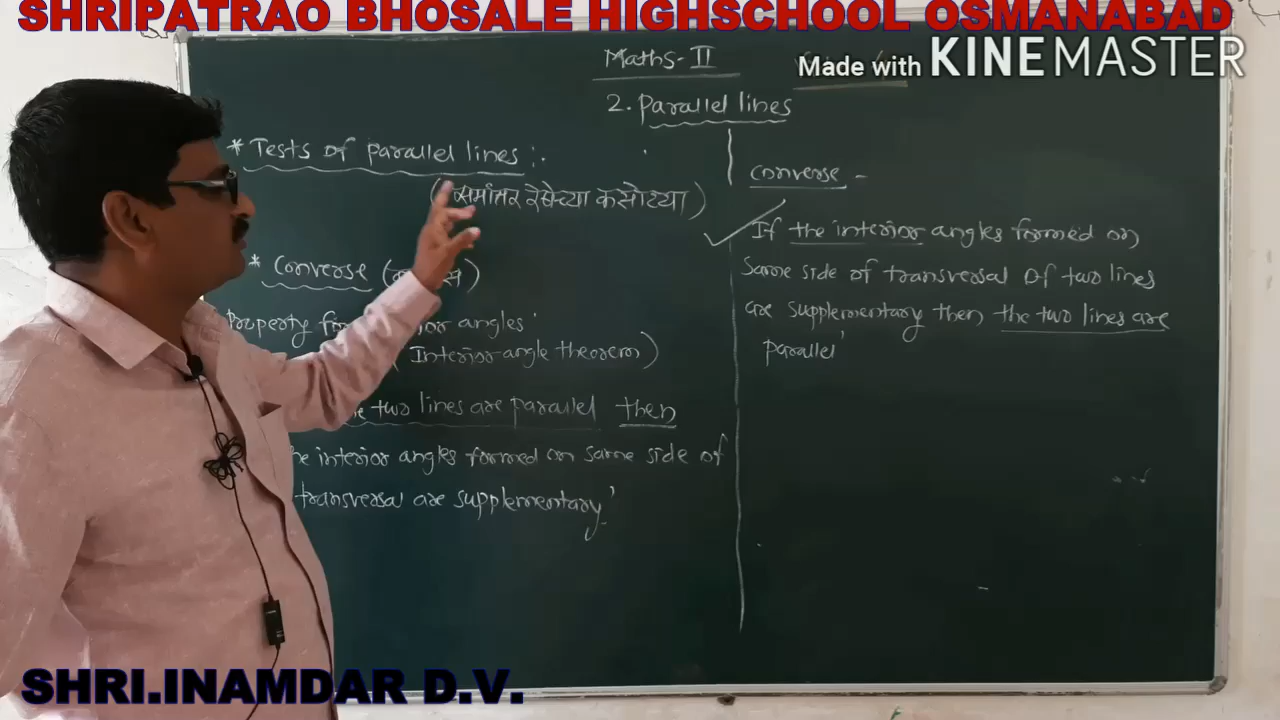 SHRIPATRAO BHOSALE HIGHSCHOOL OSMANABAD
Made with KINEMASTER
Maths-II
2. Parallel lines
* Tests of parallel lines :.
(समांतर रेषेच्या कसोट्या)
* Converse (
Property for angles'
(Interior angle theorem)
two lines are parallel then
the interior angles formed on same side of
transversal are supplementary'
Converse -
If the interior angles formed on
Same side of transversal of two lines
are supplementary then the two lines are
parallel'
SHRI.INAMDAR D.V.